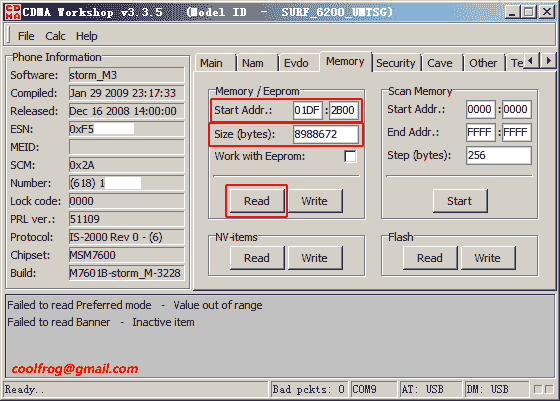 CDMA Workshop v3.3.5 (Model ID - SURF_6200_UMTSG)
File Calc Help
Phone Information
Software: storm_M3
Compiled: Jan 29 2009 23:17:33
Released: Dec 16 2008 14:00:00
ESN: 0xF5
MEID:
SCM: 0x2A
Number: (618) 1
Lock code: 0000
PRL ver.: 51109
Protocol: IS-2000 Rev 0 - (6)
Chipset: MSM7600
Build: M7601B-storm_M-3228
Main Nam Evdo Memory Security Cave Other Te
Memory / Eeprom
Start Addr.: 01DF : 2B00
Size (bytes): 8988672
Work with Eeprom:
Read Write
Scan Memory
Start Addr.: 0000 : 0000
End Addr.: FFFF : FFFF
Step (bytes): 256
Start
NV-items
Read Write
Flash
Read Write
Failed to read Preferred mode - Value out of range
Failed to read Banner - Inactive item
coolfrog@gmail.com
Ready.. Bad pckts: 0 COM9 AT: USB DM: USB